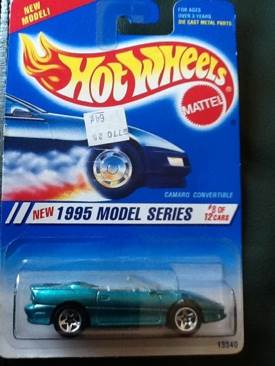 NEW
MODEL!
FOR AGES
OVER 3 YEARS
DIE CAST METAL PARTS
Hot Wheels
MATTEL
CAMARO CONVERTIBLE
NEW 1995 MODEL SERIES
#8 OF
12 CARS
13340